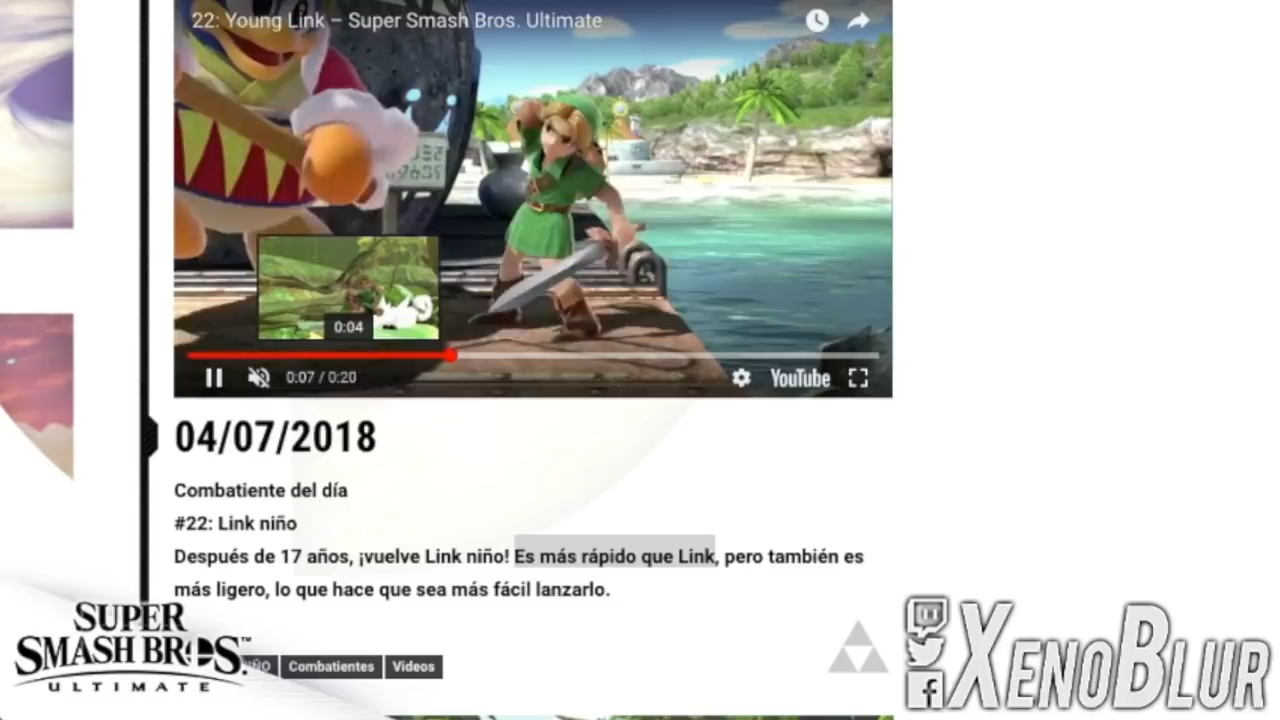 22: Young Link – Super Smash Bros. Ultimate
0:04
0:07 / 0:20
YouTube
04/07/2018
Combatiente del día
#22: Link niño
Después de 17 años, ¡vuelve Link niño! Es más rápido que Link, pero también es
más ligero, lo que hace que sea más fácil lanzarlo.
SUPER
SMASH BROS.™
ULTIMATE
Combatientes
Videos
XENOBLUR